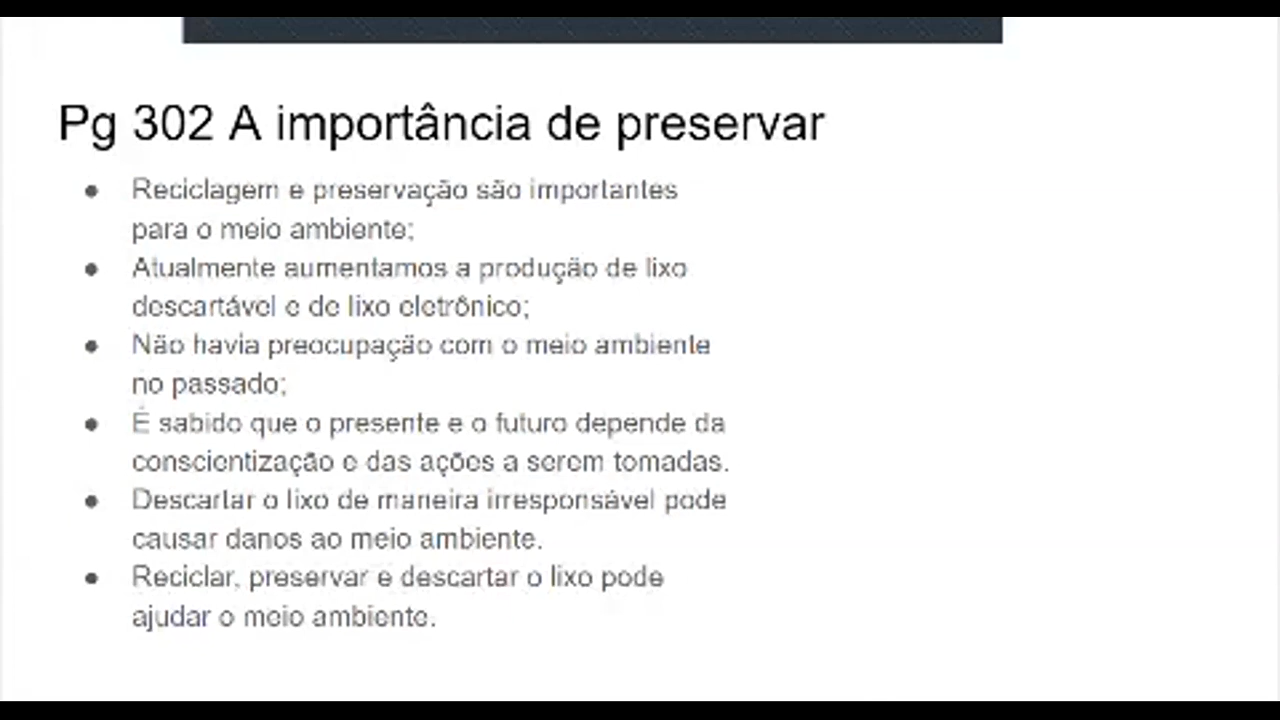 Pg 302 A importância de preservar
● Reciclagem e preservação são importantes
para o meio ambiente;
● Atualmente aumentamos a produção de lixo
descartável e de lixo eletrônico;
● Não havia preocupação com o meio ambiente
no passado;
● É sabido que o presente e o futuro depende da
conscientização e das ações a serem tomadas.
● Descartar o lixo de maneira irresponsável pode
causar danos ao meio ambiente.
● Reciclar, preservar e descartar o lixo pode
ajudar o meio ambiente.